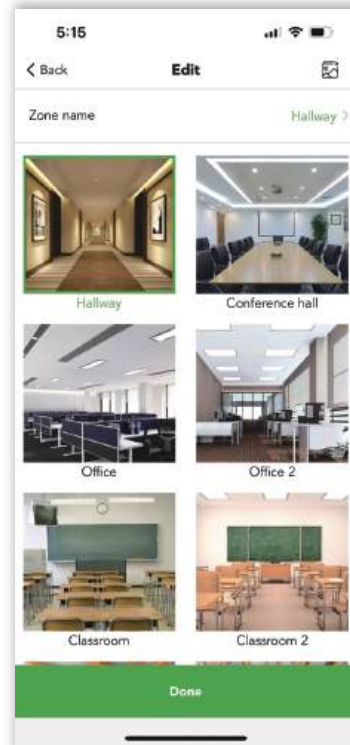 5:15
Back Edit
Zone name Hallway
Hallway Conference hall
Office Office 2
Classroom Classroom 2
Done